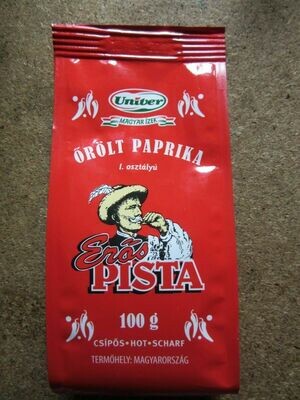 Univer
MAGYAR ÍZEK
ŐRÖLT PAPRIKA
I. osztályú
Erős
PISTA
100 g
CSÍPŐS•HOT•SCHARF
TERMŐHELY: MAGYARORSZÁG